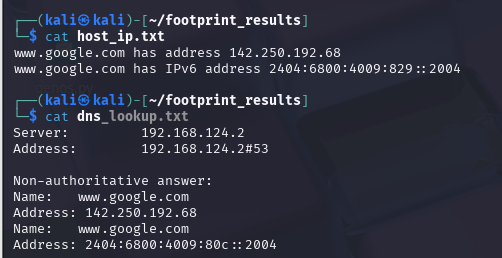 ┌──(kali㉿kali)-[~/footprint_results]
└─$ cat host_ip.txt
www.google.com has address 142.250.192.68
www.google.com has IPv6 address 2404:6800:4009:829::2004
┌──(kali㉿kali)-[~/footprint_results]
└─$ cat dns_lookup.txt
Server:         192.168.124.2
Address:        192.168.124.2#53
Non-authoritative answer:
Name:   www.google.com
Address: 142.250.192.68
Name:   www.google.com
Address: 2404:6800:4009:80c::2004